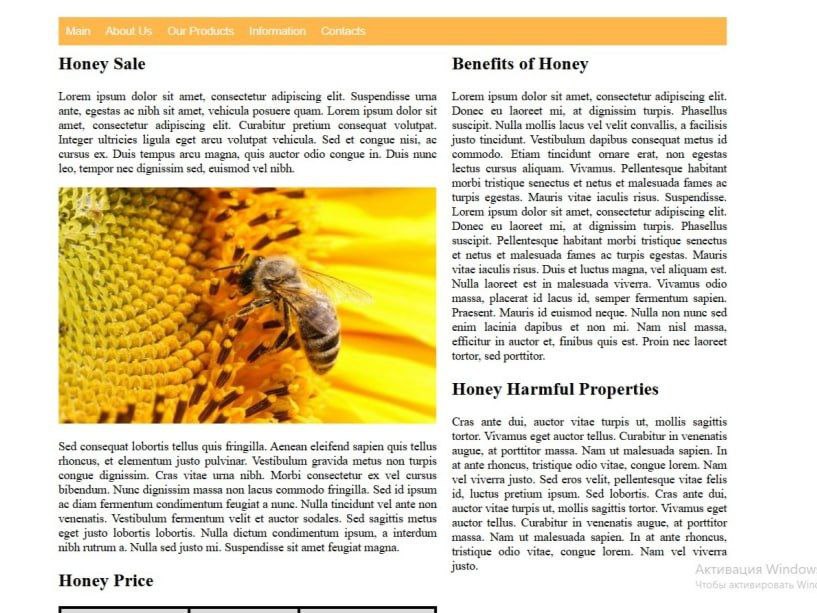 Main About Us Our Products Information Contacts
Honey Sale
Lorem ipsum dolor sit amet, consectetur adipiscing elit. Suspendisse urna
ante, egestas ac nibh sit amet, vehicula posuere quam. Lorem ipsum dolor sit
amet, consectetur adipiscing elit. Curabitur pretium consequat volutpat.
Integer ultricies ligula eget arcu volutpat vehicula. Sed et congue nisi, ac
cursus ex. Duis tempus arcu magna, quis auctor odio congue in. Duis nunc
leo, tempor nec dignissim sed, euismod vel nibh.
Sed consequat lobortis tellus quis fringilla. Aenean eleifend sapien quis tellus
rhoncus, et elementum justo pulvinar. Vestibulum gravida metus non turpis
congue dignissim. Cras vitae urna nibh. Morbi consectetur ex vel cursus
bibendum. Nunc dignissim massa non lacus commodo fringilla. Sed id ipsum
ac diam fermentum condimentum feugiat a nunc. Nulla tincidunt vel ante non
venenatis. Vestibulum fermentum velit et auctor sodales. Sed sagittis metus
eget justo lobortis lobortis. Nulla dictum condimentum ipsum, a interdum
nibh rutrum a. Nulla sed justo mi. Suspendisse sit amet feugiat magna.
Honey Price
Benefits of Honey
Lorem ipsum dolor sit amet, consectetur adipiscing elit.
Donec eu laoreet mi, at dignissim turpis. Phasellus
suscipit. Nulla mollis lacus vel velit convallis, a facilisis
justo tincidunt. Vestibulum dapibus consequat metus id
commodo. Etiam tincidunt ornare erat, non egestas
lectus cursus aliquam. Vivamus. Pellentesque habitant
morbi tristique senectus et netus et malesuada fames ac
turpis egestas. Mauris vitae iaculis risus. Suspendisse.
Lorem ipsum dolor sit amet, consectetur adipiscing elit.
Donec eu laoreet mi, at dignissim turpis. Phasellus
suscipit. Pellentesque habitant morbi tristique senectus
et netus et malesuada fames ac turpis egestas. Mauris
vitae iaculis risus. Duis et luctus magna, vel aliquam est.
Nulla laoreet est in malesuada viverra. Vivamus odio
massa, placerat id lacus id, semper fermentum sapien.
Praesent. Mauris id euismod neque. Nulla non nunc sed
enim lacinia dapibus et non mi. Nam nisl massa,
efficitur in auctor et, finibus quis est. Proin nec laoreet
tortor, sed porttitor.
Honey Harmful Properties
Cras ante dui, auctor vitae turpis ut, mollis sagittis
tortor. Vivamus eget auctor tellus. Curabitur in venenatis
augue, at porttitor massa. Nam ut malesuada sapien. In
at ante rhoncus, tristique odio vitae, congue lorem. Nam
vel viverra justo. Sed eros velit, pellentesque vitae felis
id, luctus pretium ipsum. Sed lobortis. Cras ante dui,
auctor vitae turpis ut, mollis sagittis tortor. Vivamus eget
auctor tellus. Curabitur in venenatis augue, at porttitor
massa. Nam ut malesuada sapien. In at ante rhoncus,
tristique odio vitae, congue lorem. Nam vel viverra
justo.
Активация Window
Чтобы активировать Wind